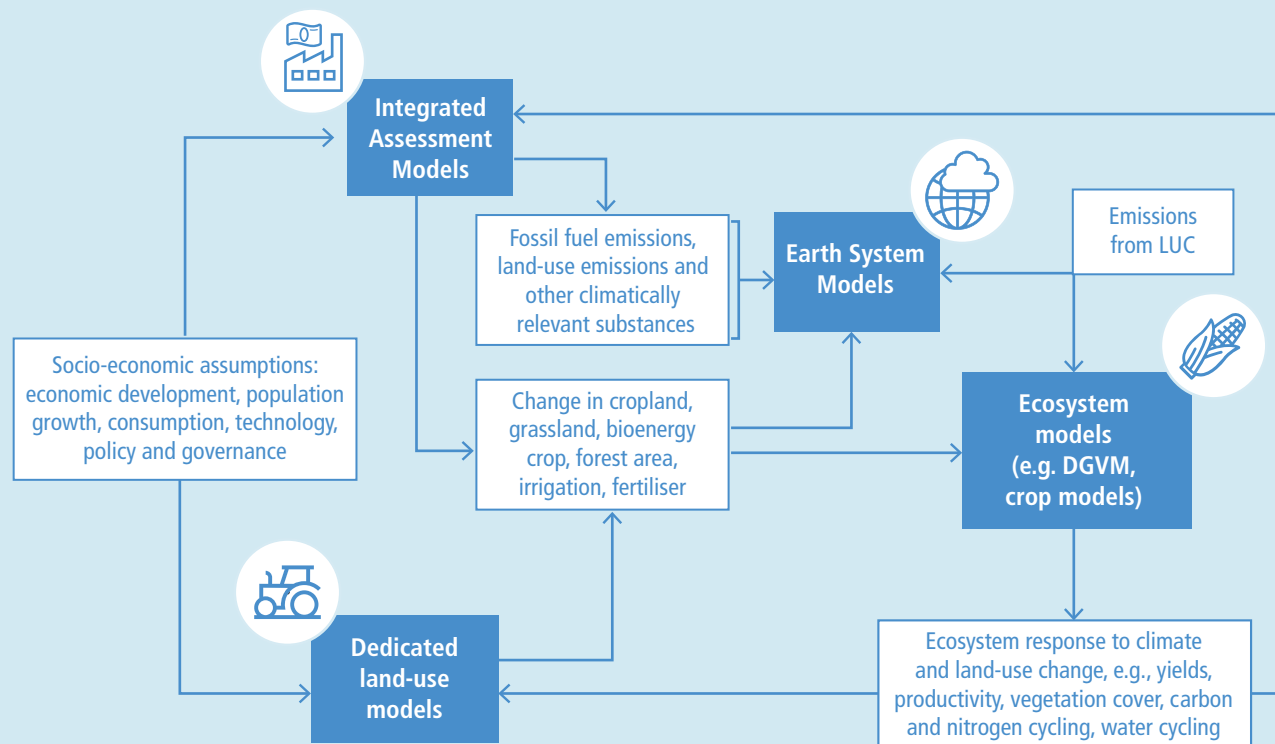 Integrated
Assessment
Models
Fossil fuel emissions,
land-use emissions and
other climatically
relevant substances
Earth System
Models
Emissions
from LUC
Socio-economic assumptions:
economic development, population
growth, consumption, technology,
policy and governance
Change in cropland,
grassland, bioenergy
crop, forest area,
irrigation, fertiliser
Ecosystem
models
(e.g. DGVM,
crop models)
Dedicated
land-use
models
Ecosystem response to climate
and land-use change, e.g., yields,
productivity, vegetation cover, carbon
and nitrogen cycling, water cycling